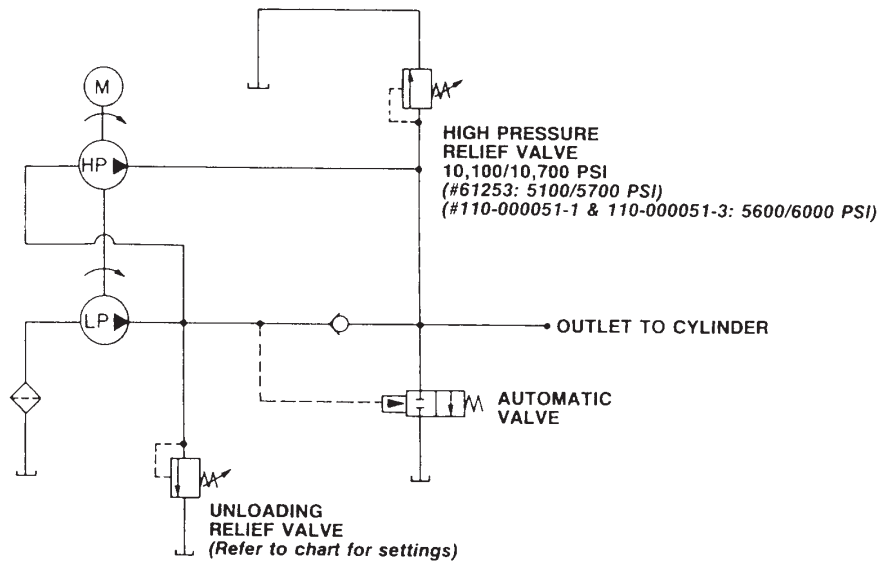 M
HIGH PRESSURE
RELIEF VALVE
10,100/10,700 PSI
(#61253: 5100/5700 PSI)
(#110-000051-1 & 110-000051-3: 5600/6000 PSI)
HP
LP
OUTLET TO CYLINDER
AUTOMATIC
VALVE
UNLOADING
RELIEF VALVE
(Refer to chart for settings)